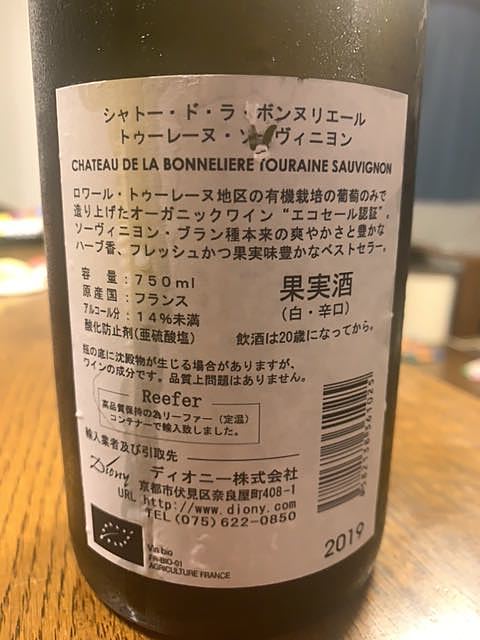 シャトー・ド・ラ・ボンヌリエール
トゥーレーヌ・ソーヴィニヨン
CHATEAU DE LA BONNELIERE TOURAINE SAUVIGNON
ロワール・トゥーレーヌ地区の有機栽培の葡萄のみで
造り上げたオーガニックワイン“エコセール認証”。
ソーヴィニヨン・ブラン種本来の爽やかさと豊かな
ハーブ香、フレッシュかつ果実味豊かなベストセラー。
容 量:750ml
原産国:フランス
アルコール分:14%未満
酸化防止剤(亜硫酸塩)
果実酒
(白・辛口)
飲酒は20歳になってから。
瓶の底に沈殿物が生じる場合がありますが、
ワインの成分です。品質上問題はありません。
Reefer
高品質保持の為リーファー(定温)
コンテナーで輸入致しました。
輸入業者及び引取先
Diony ディオニー株式会社
京都市伏見区奈良屋町408-1
URL http://www.diony.com
TEL(075)622-0850
Vin bio
FR-BIO-01
AGRICULTURE FRANCE
2019